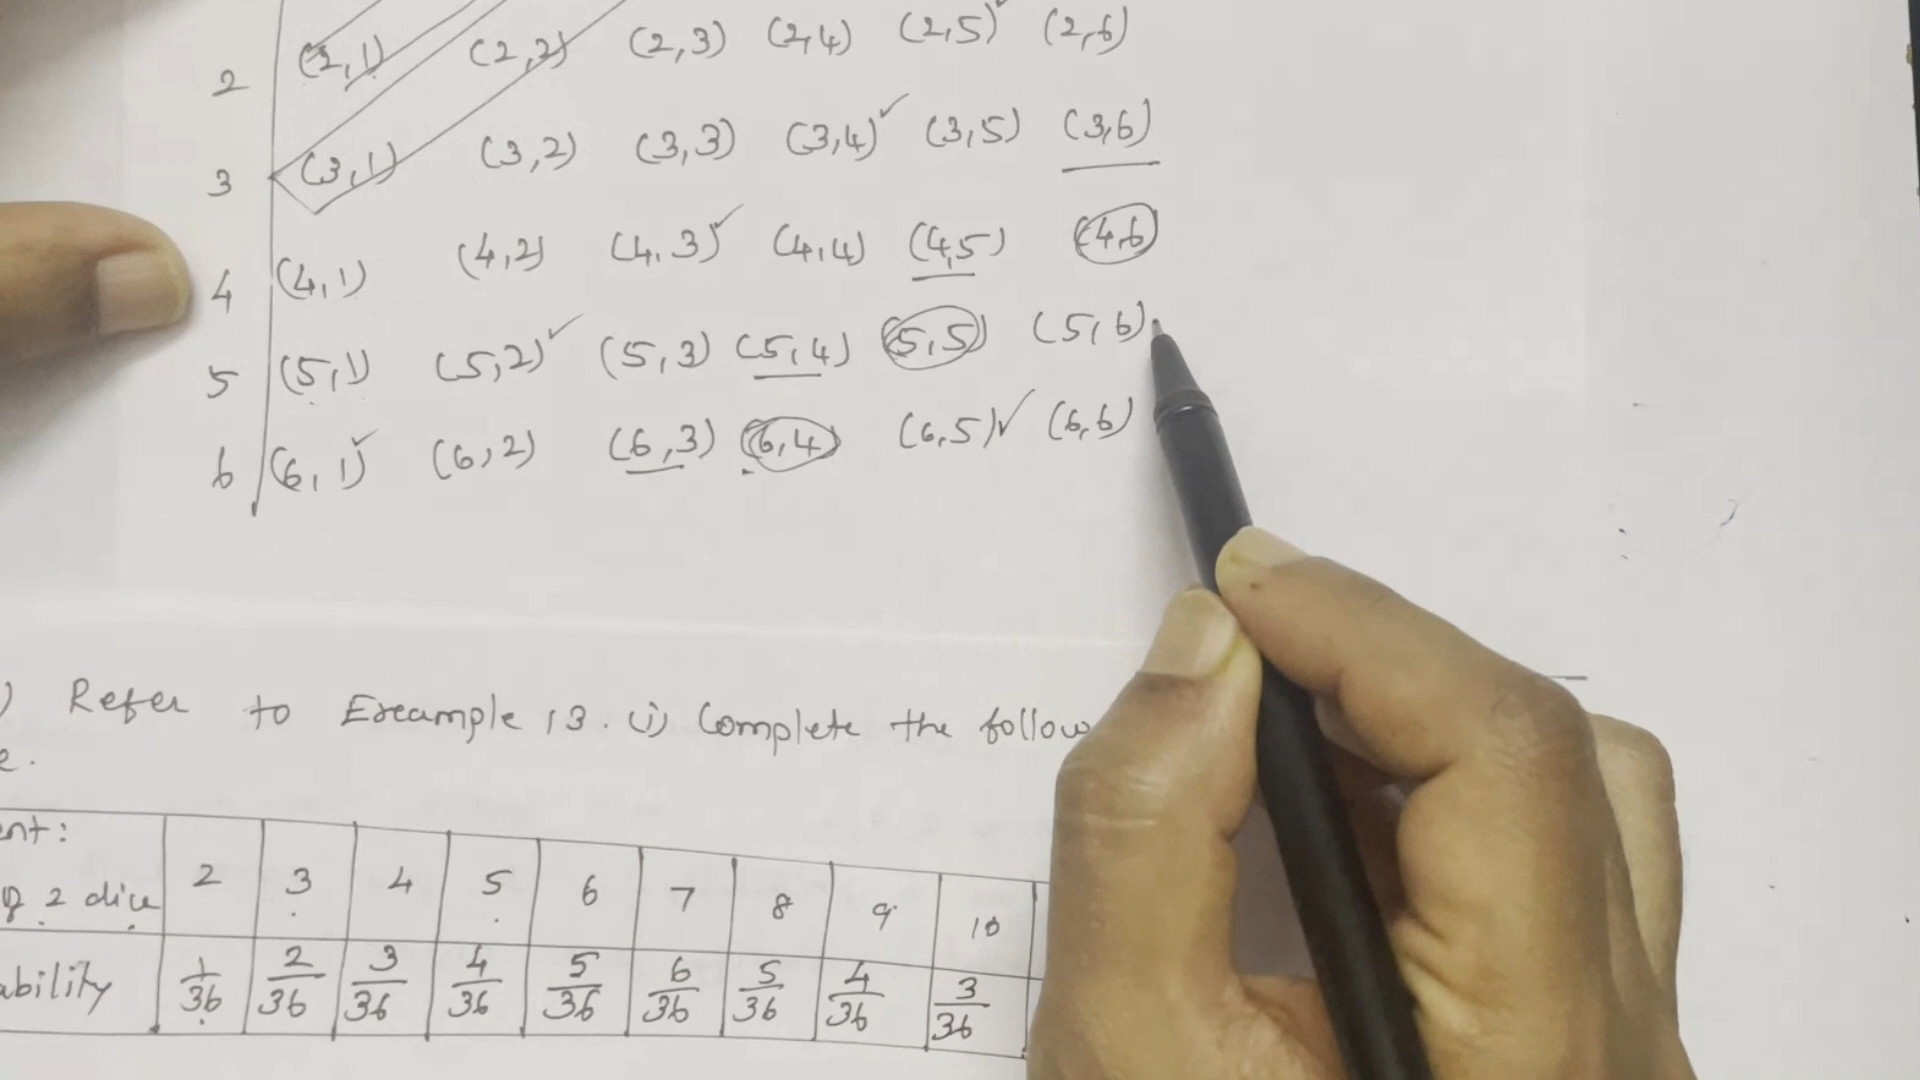 2 (2,1) (2,2) (2,3) (2,4) (2,5) (2,6)
3 (3,1) (3,2) (3,3) (3,4) (3,5) (3,6)
4 (4,1) (4,2) (4,3) (4,4) (4,5) (4,6)
5 (5,1) (5,2) (5,3) (5,4) (5,5) (5,6)
6 (6,1) (6,2) (6,3) (6,4) (6,5) (6,6)
) Refer to Example 13. (i) Complete the follow
e.
ent:
of 2 dice 2 3 4 5 6 7 8 9 10
ability 1/36 2/36 3/36 4/36 5/36 6/36 5/36 4/36 3/36